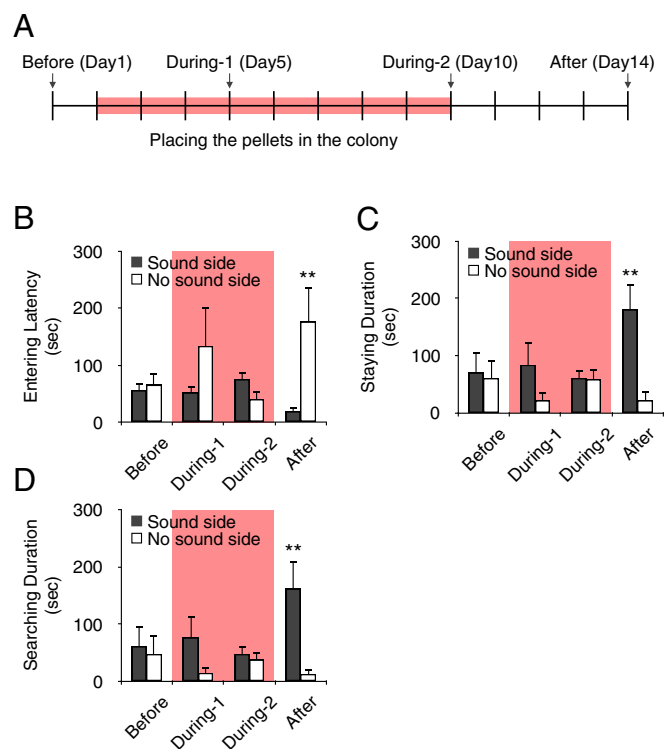 A
Before (Day1) During-1 (Day5) During-2 (Day10) After (Day14)
Placing the pellets in the colony
B
300
200
100
0
Entering Latency
(sec)
Sound side
No sound side
**
Before
During-1
During-2
After
C
300
200
100
0
Staying Duration
(sec)
Sound side
No sound side
**
Before
During-1
During-2
After
D
300
200
100
0
Searching Duration
(sec)
Sound side
No sound side
**
Before
During-1
During-2
After